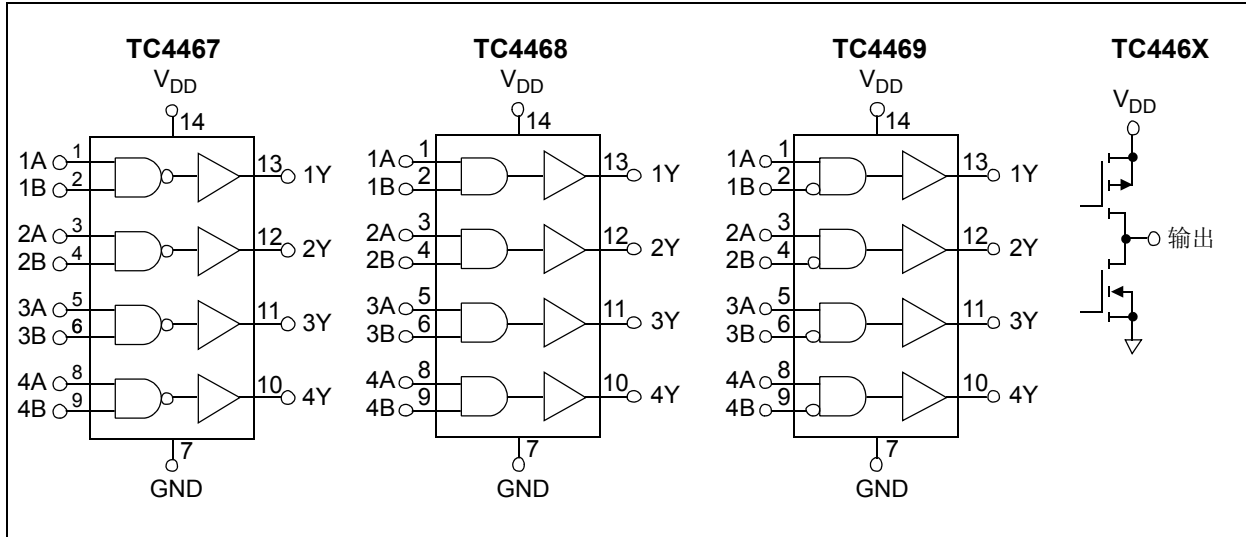 TC4467
VDD
14
1A 1
1B 2
13 1Y
2A 3
2B 4
12 2Y
3A 5
3B 6
11 3Y
4A 8
4B 9
10 4Y
7
GND
TC4468
VDD
14
1A 1
1B 2
13 1Y
2A 3
2B 4
12 2Y
3A 5
3B 6
11 3Y
4A 8
4B 9
10 4Y
7
GND
TC4469
VDD
14
1A 1
1B 2
13 1Y
2A 3
2B 4
12 2Y
3A 5
3B 6
11 3Y
4A 8
4B 9
10 4Y
7
GND
TC446X
VDD
输出